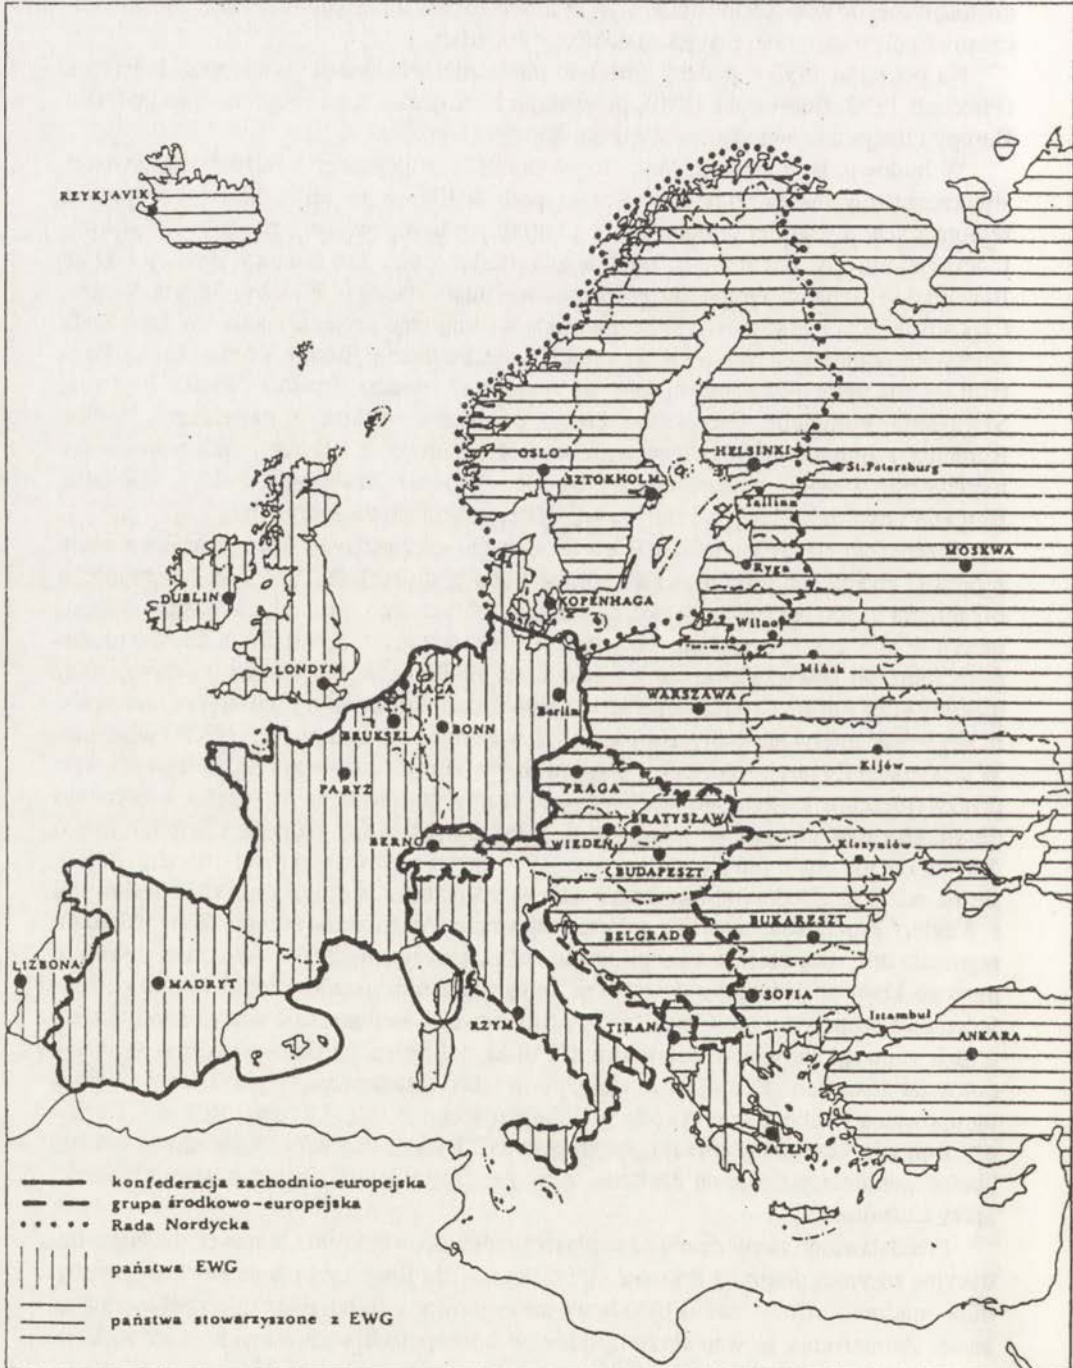 REYKJAVIK
OSLO
HELSINKI
St. Petersburg
SZTOKHOLM
Tallinn
MOSKWA
Ryga
DUBLIN
KOPENHAGA
Wilno
LONDYN
Mińsk
HAGA
WARSZAWA
Berlin
BRUKSELA
BONN
Kijów
PARYŻ
PRAGA
BRATYSŁAWA
BERNO
WIEDEŃ
Kiszyniów
BUDAPESZT
BUKARESZT
BELGRAD
LIZBONA
MADRYT
SOFIA
RZYM
TIRANA
Istambuł
ANKARA
ATENY
konfederacja zachodnio-europejska
grupa środkowo-europejska
Rada Nordycka
państwa EWG
państwa stowarzyszone z EWG